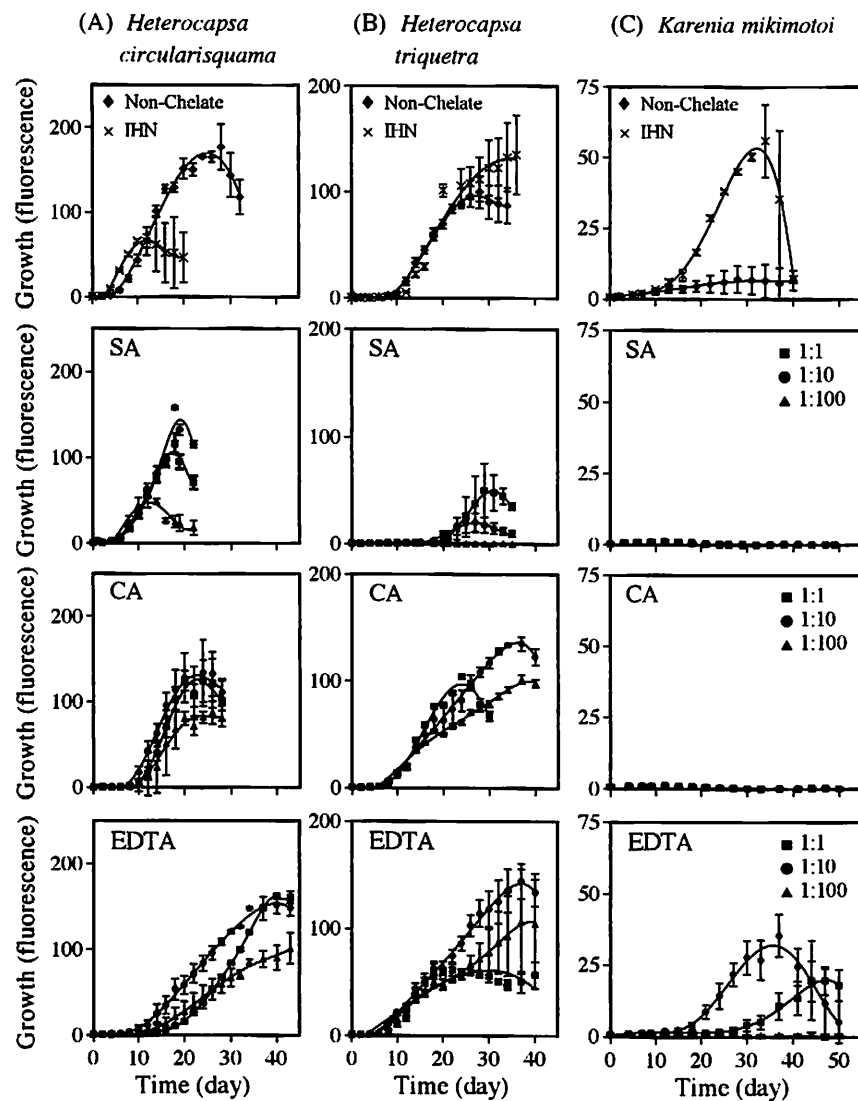 (A) Heterocapsa circularisquama
(B) Heterocapsa triquetra
(C) Karenia mikimotoi
Growth (fluorescence)
200
100
0
◆ Non-Chelate
× IHN
200
100
0
◆ Non-Chelate
× IHN
75
50
25
0
◆ Non-Chelate
× IHN
0 10 20 30 40
Growth (fluorescence)
200
100
0
SA
200
100
0
SA
75
50
25
0
SA
■ 1:1
● 1:10
▲ 1:100
Growth (fluorescence)
200
100
0
CA
200
100
0
CA
75
50
25
0
CA
■ 1:1
● 1:10
▲ 1:100
Growth (fluorescence)
200
100
0
EDTA
200
100
0
EDTA
75
50
25
0
EDTA
■ 1:1
● 1:10
▲ 1:100
0 10 20 30 40
0 10 20 30 40
0 10 20 30 40 50
Time (day)
Time (day)
Time (day)